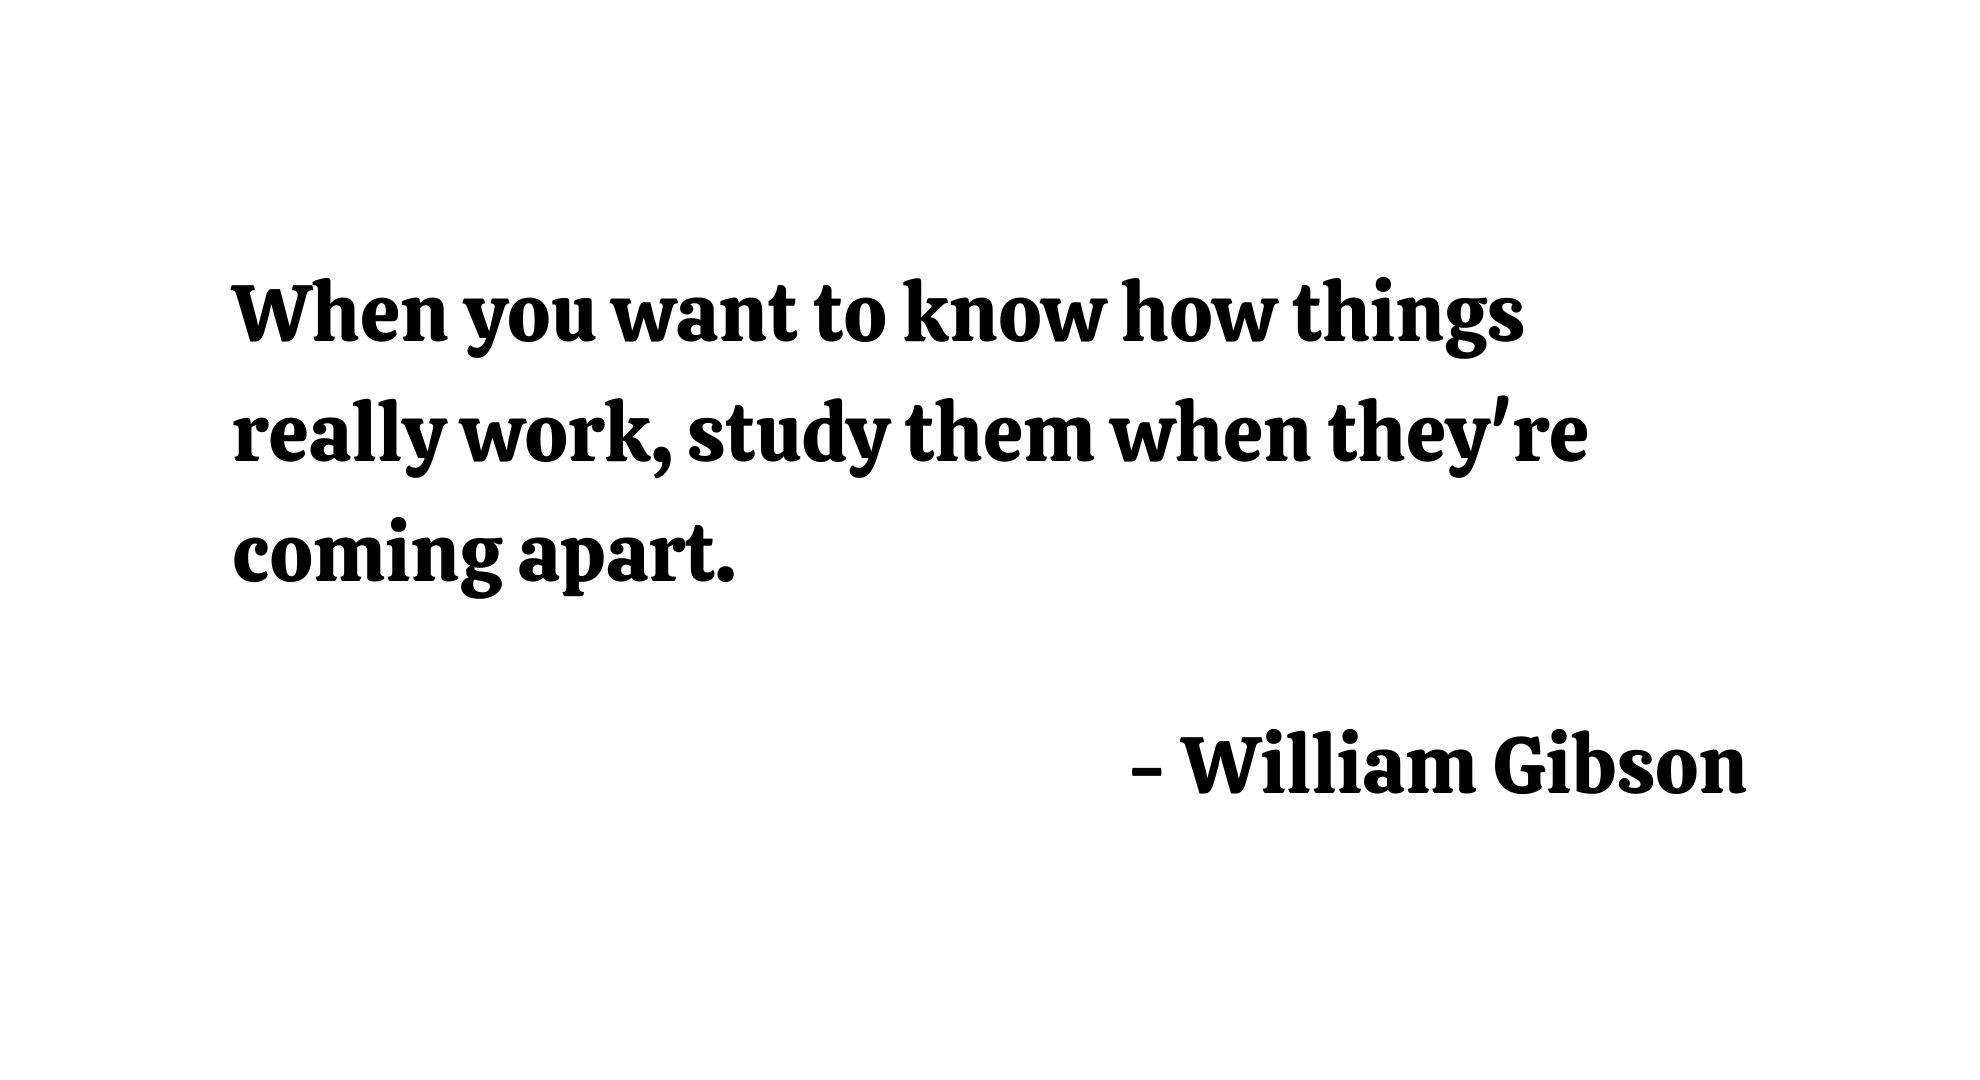 When you want to know how things
really work, study them when they're
coming apart.
– William Gibson